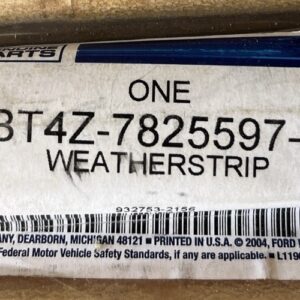 PARTS
ONE
BT4Z-7825597-
WEATHERSTRIP
932753-2156
ANY, DEARBORN, MICHIGAN 48121 ■ PRINTED IN U.S.A. ■ © 2004, FORD
Federal Motor Vehicle Safety Standards, if any are applicable. ■ L119